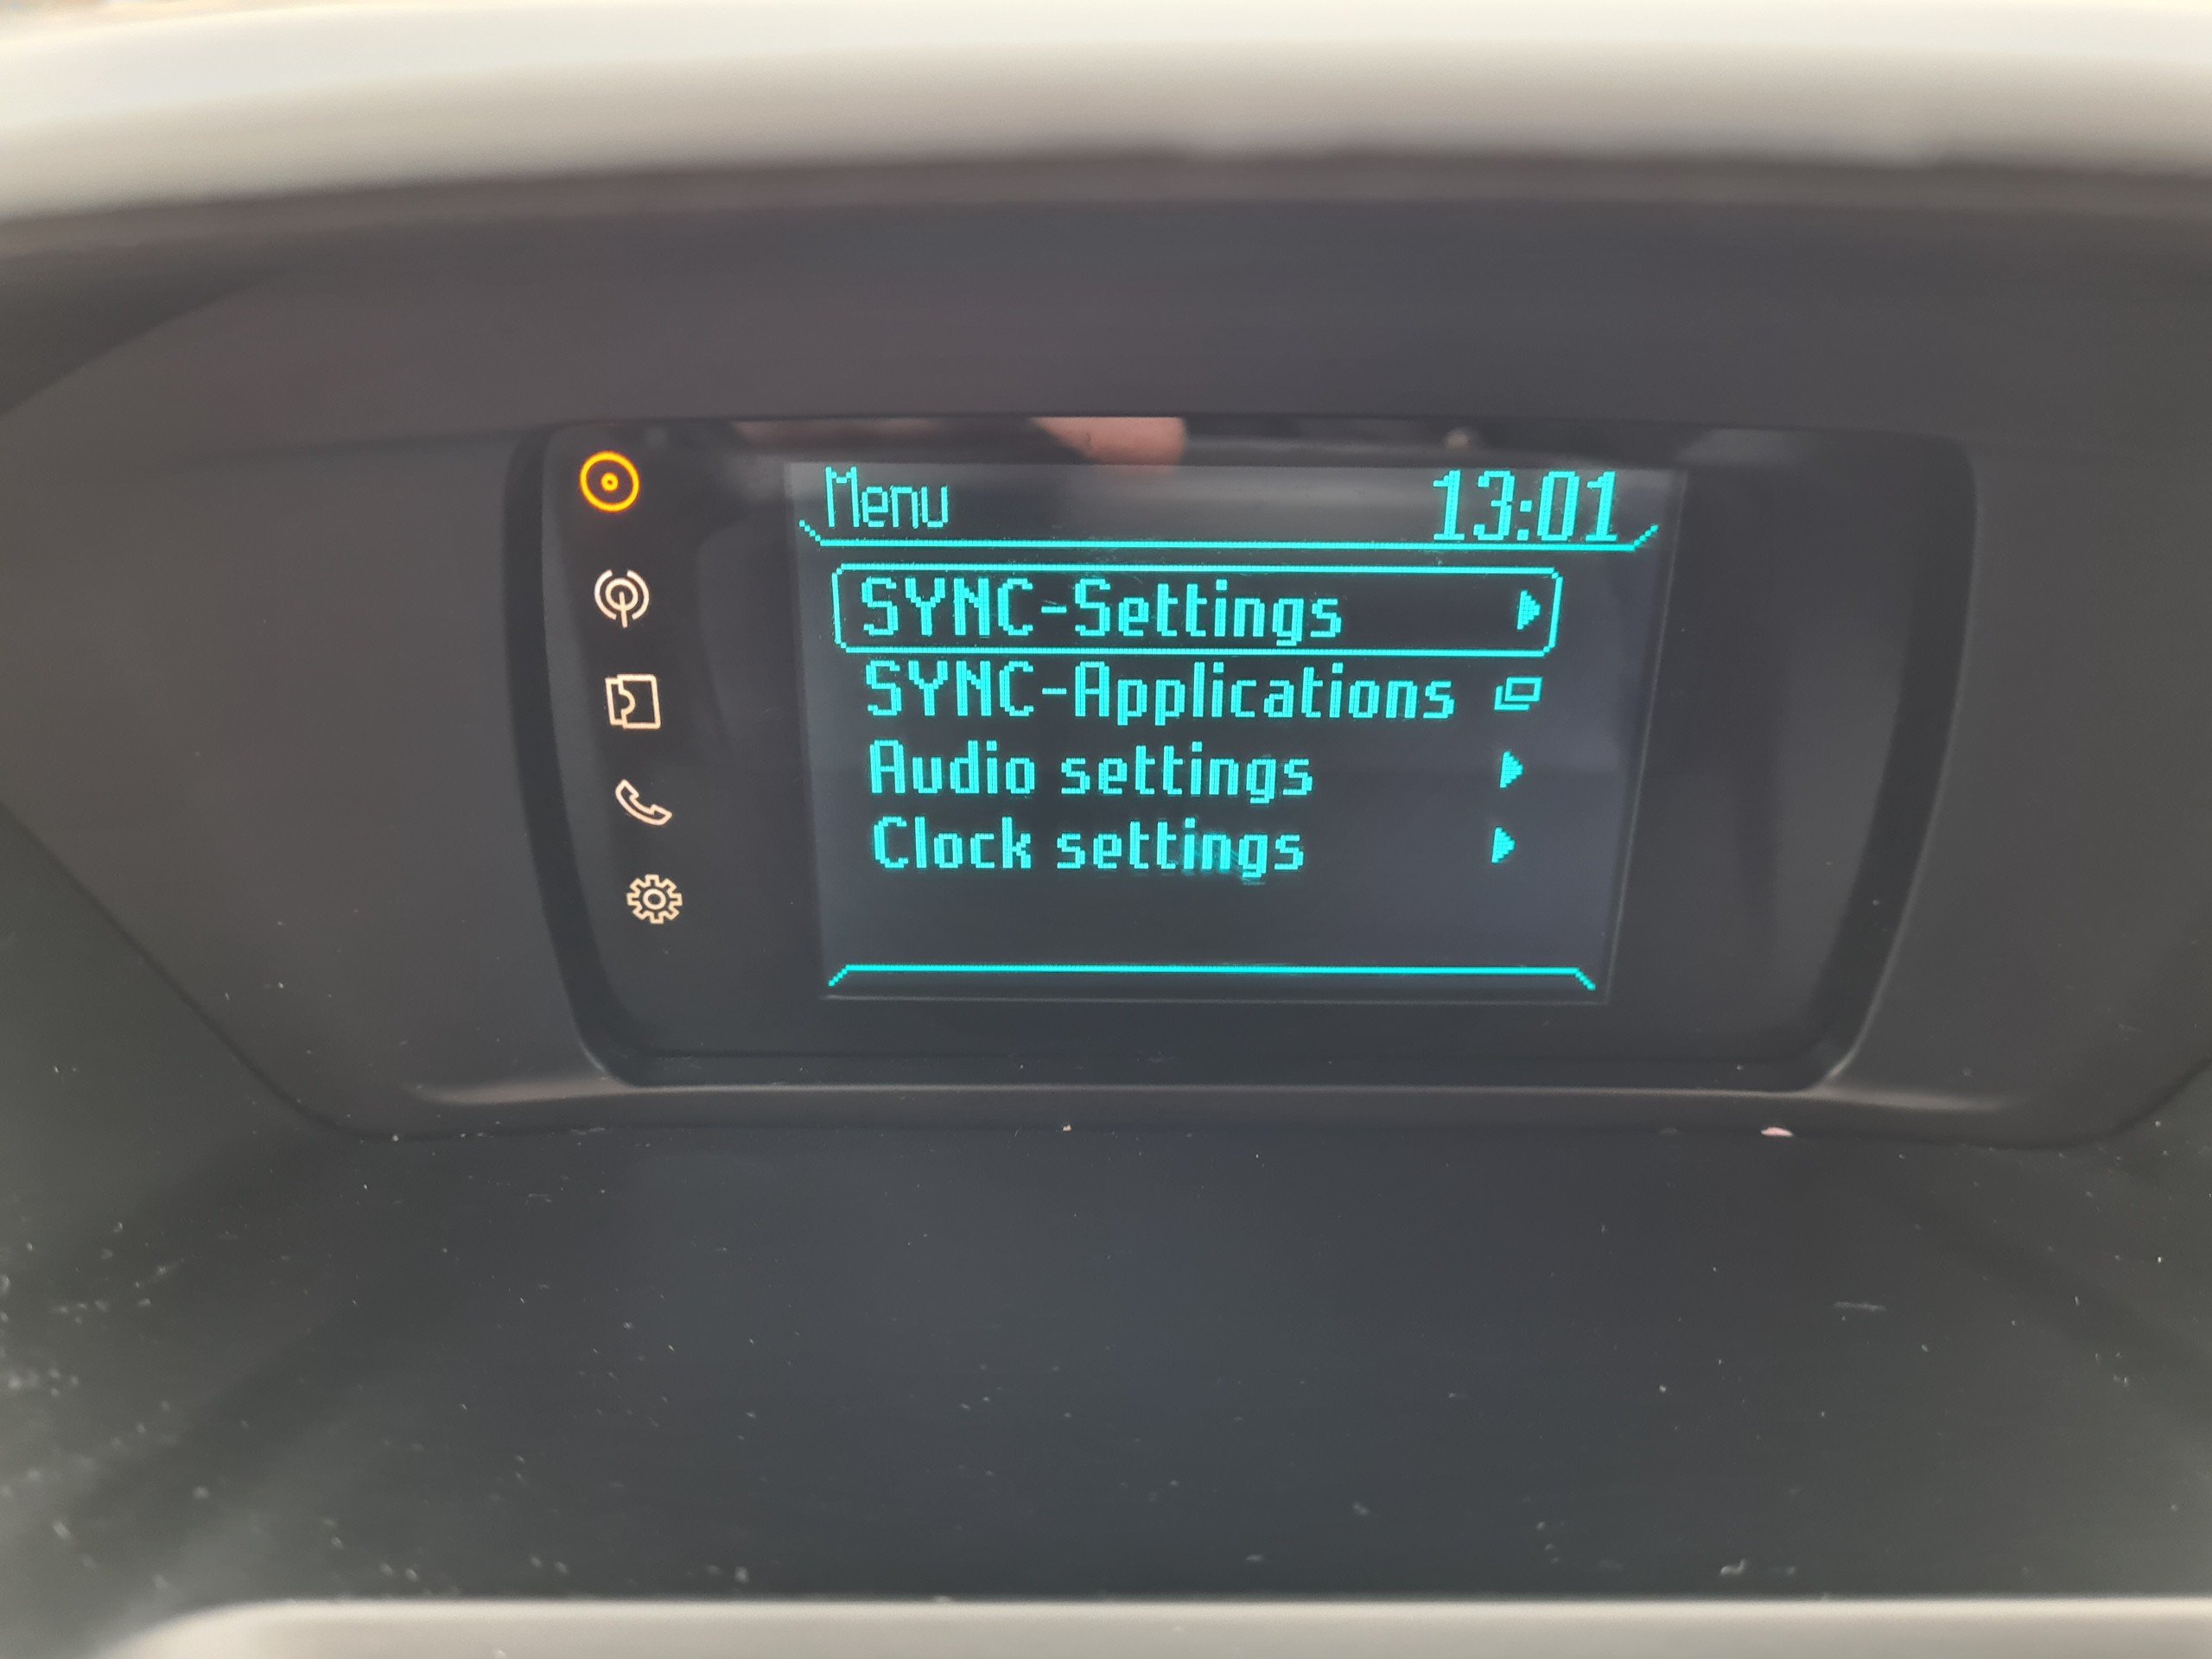 Menu 13:01
SYNC-Settings
SYNC-Applications
Audio settings
Clock settings